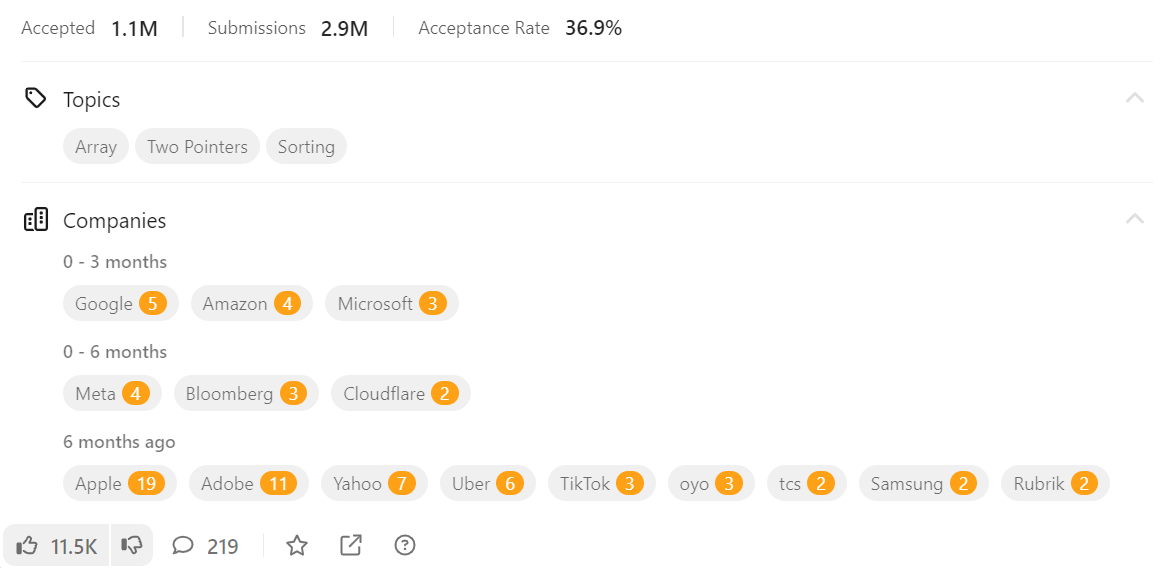 Accepted 1.1M Submissions 2.9M Acceptance Rate 36.9%
Topics
Array Two Pointers Sorting
Companies
0 - 3 months
Google 5 Amazon 4 Microsoft 3
0 - 6 months
Meta 4 Bloomberg 3 Cloudflare 2
6 months ago
Apple 19 Adobe 11 Yahoo 7 Uber 6 TikTok 3 oyo 3 tcs 2 Samsung 2 Rubrik 2
11.5K 219